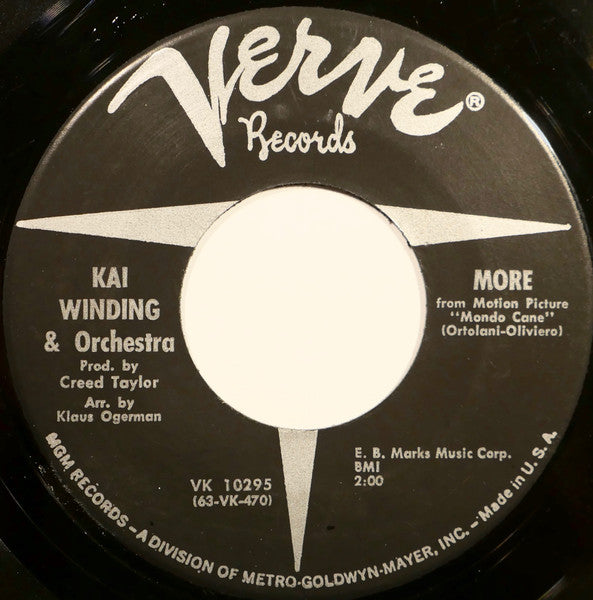 Verve ®
Records
KAI
WINDING
& Orchestra
Prod. by
Creed Taylor
Arr. by
Klaus Ogerman
MORE
from Motion Picture
"Mondo Cane"
(Ortolani-Oliviero)
VK 10295
(63-VK-470)
E. B. Marks Music Corp.
BMI
2:00
MGM RECORDS – A DIVISION OF METRO-GOLDWYN-MAYER, INC. – Made in U. S. A.